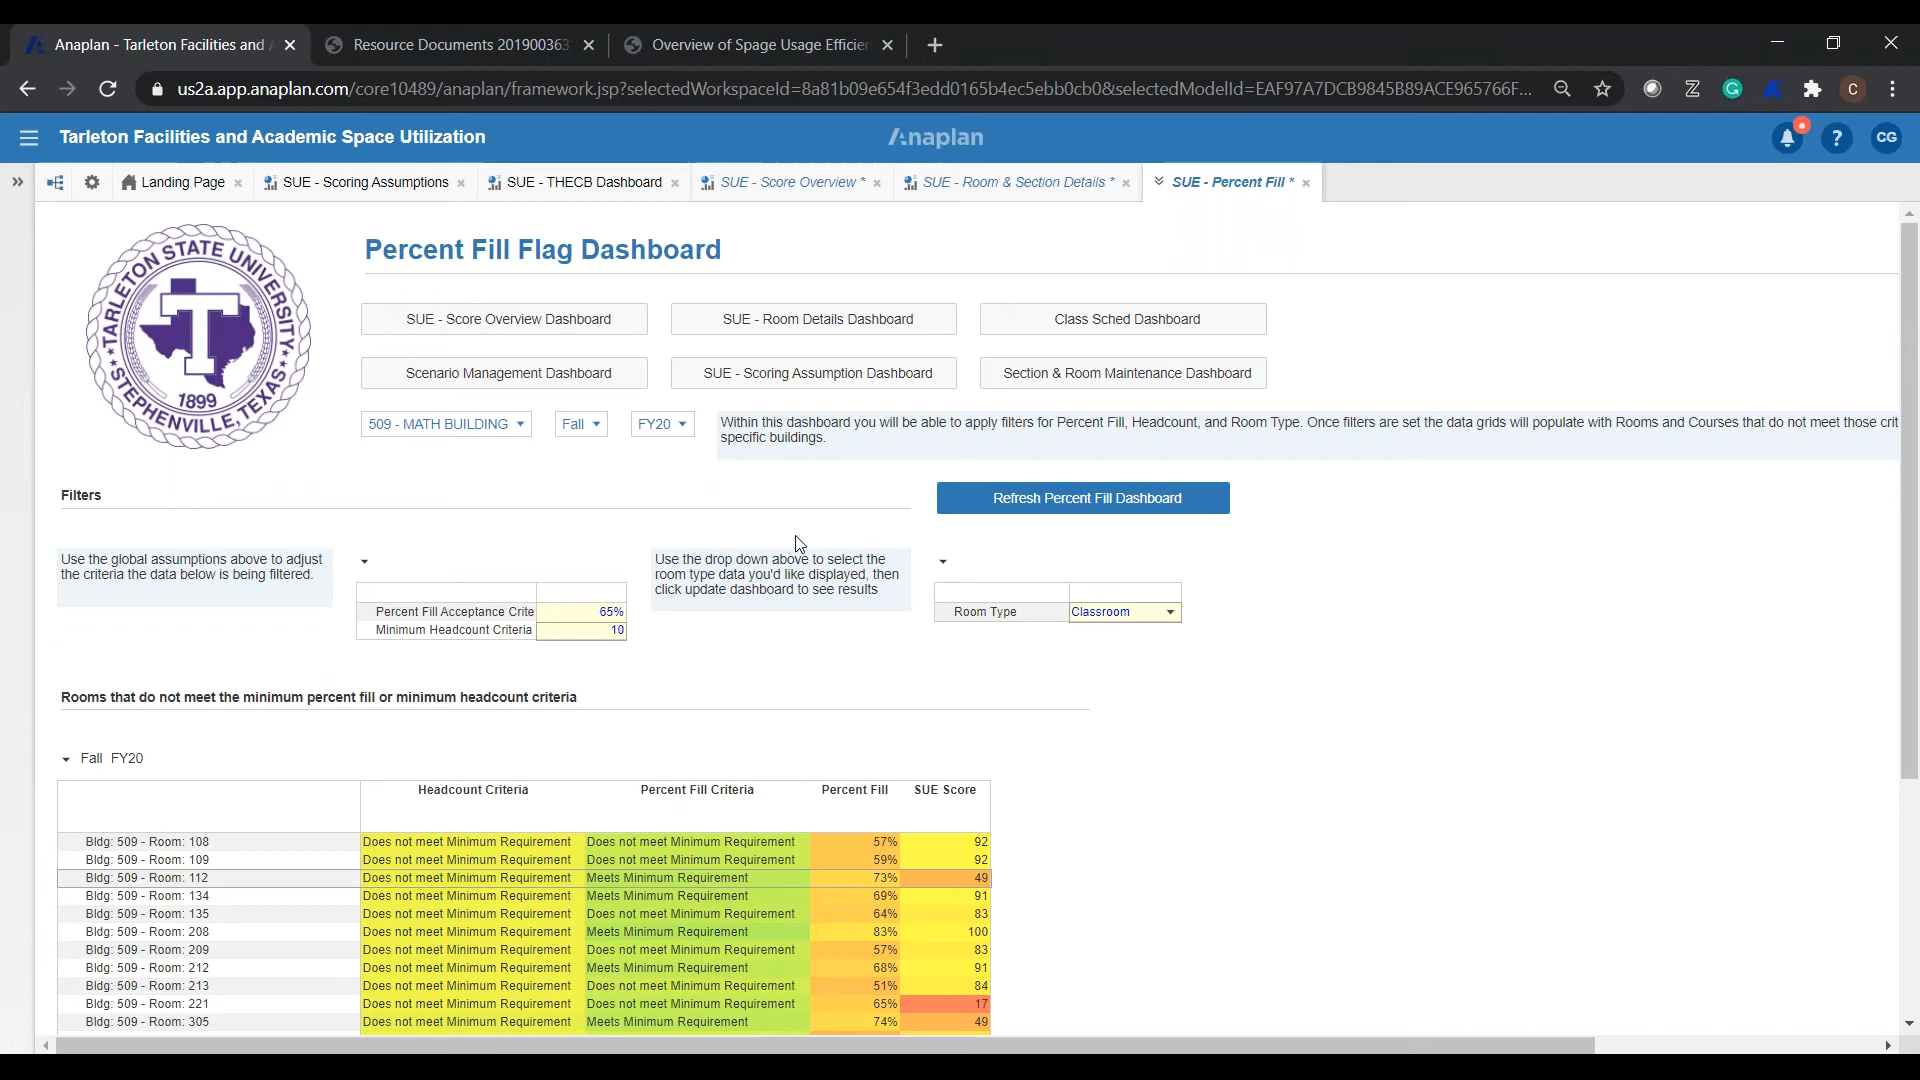 Anaplan - Tarleton Facilities and
Resource Documents 201900363
Overview of Spage Usage Efficien
us2a.app.anaplan.com/core10489/anaplan/framework.jsp?selectedWorkspaceId=8a81b09e654f3edd0165b4ec5ebb0cb0&selectedModelId=EAF97A7DCB9845B89ACE965766F...
C
Tarleton Facilities and Academic Space Utilization
Anaplan
?
CG
Landing Page
SUE - Scoring Assumptions
SUE - THECB Dashboard
SUE - Score Overview *
SUE - Room & Section Details *
SUE - Percent Fill *
TARLETON STATE UNIVERSITY
T
1899
STEPHENVILLE, TEXAS
Percent Fill Flag Dashboard
SUE - Score Overview Dashboard
SUE - Room Details Dashboard
Class Sched Dashboard
Scenario Management Dashboard
SUE - Scoring Assumption Dashboard
Section & Room Maintenance Dashboard
509 - MATH BUILDING
Fall
FY20
Within this dashboard you will be able to apply filters for Percent Fill, Headcount, and Room Type. Once filters are set the data grids will populate with Rooms and Courses that do not meet those crit
specific buildings.
Filters
Refresh Percent Fill Dashboard
Use the global assumptions above to adjust
the criteria the data below is being filtered.
Percent Fill Acceptance Crite 65%
Minimum Headcount Criteria 10
Use the drop down above to select the
room type data you'd like displayed, then
click update dashboard to see results
Room Type Classroom
Rooms that do not meet the minimum percent fill or minimum headcount criteria
Fall FY20
Headcount Criteria Percent Fill Criteria Percent Fill SUE Score
Bldg: 509 - Room: 108 Does not meet Minimum Requirement Does not meet Minimum Requirement 57% 92
Bldg: 509 - Room: 109 Does not meet Minimum Requirement Does not meet Minimum Requirement 59% 92
Bldg: 509 - Room: 112 Does not meet Minimum Requirement Meets Minimum Requirement 73% 49
Bldg: 509 - Room: 134 Does not meet Minimum Requirement Meets Minimum Requirement 69% 91
Bldg: 509 - Room: 135 Does not meet Minimum Requirement Does not meet Minimum Requirement 64% 83
Bldg: 509 - Room: 208 Does not meet Minimum Requirement Meets Minimum Requirement 83% 100
Bldg: 509 - Room: 209 Does not meet Minimum Requirement Does not meet Minimum Requirement 57% 83
Bldg: 509 - Room: 212 Does not meet Minimum Requirement Meets Minimum Requirement 68% 91
Bldg: 509 - Room: 213 Does not meet Minimum Requirement Does not meet Minimum Requirement 51% 84
Bldg: 509 - Room: 221 Does not meet Minimum Requirement Does not meet Minimum Requirement 65% 17
Bldg: 509 - Room: 305 Does not meet Minimum Requirement Meets Minimum Requirement 74% 49